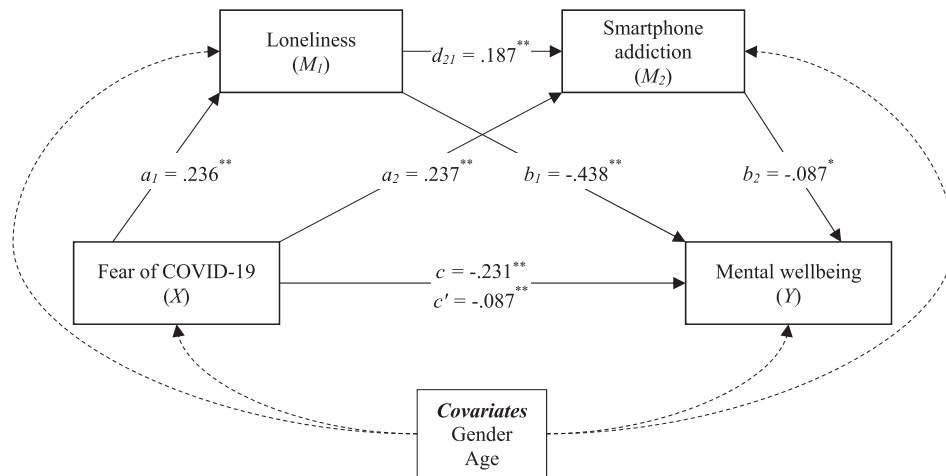 Loneliness
(M1)
d21 = .187**
Smartphone
addiction
(M2)
a1 = .236**
a2 = .237**
b1 = -.438**
b2 = -.087*
Fear of COVID-19
(X)
c = -.231**
c' = -.087**
Mental wellbeing
(Y)
Covariates
Gender
Age